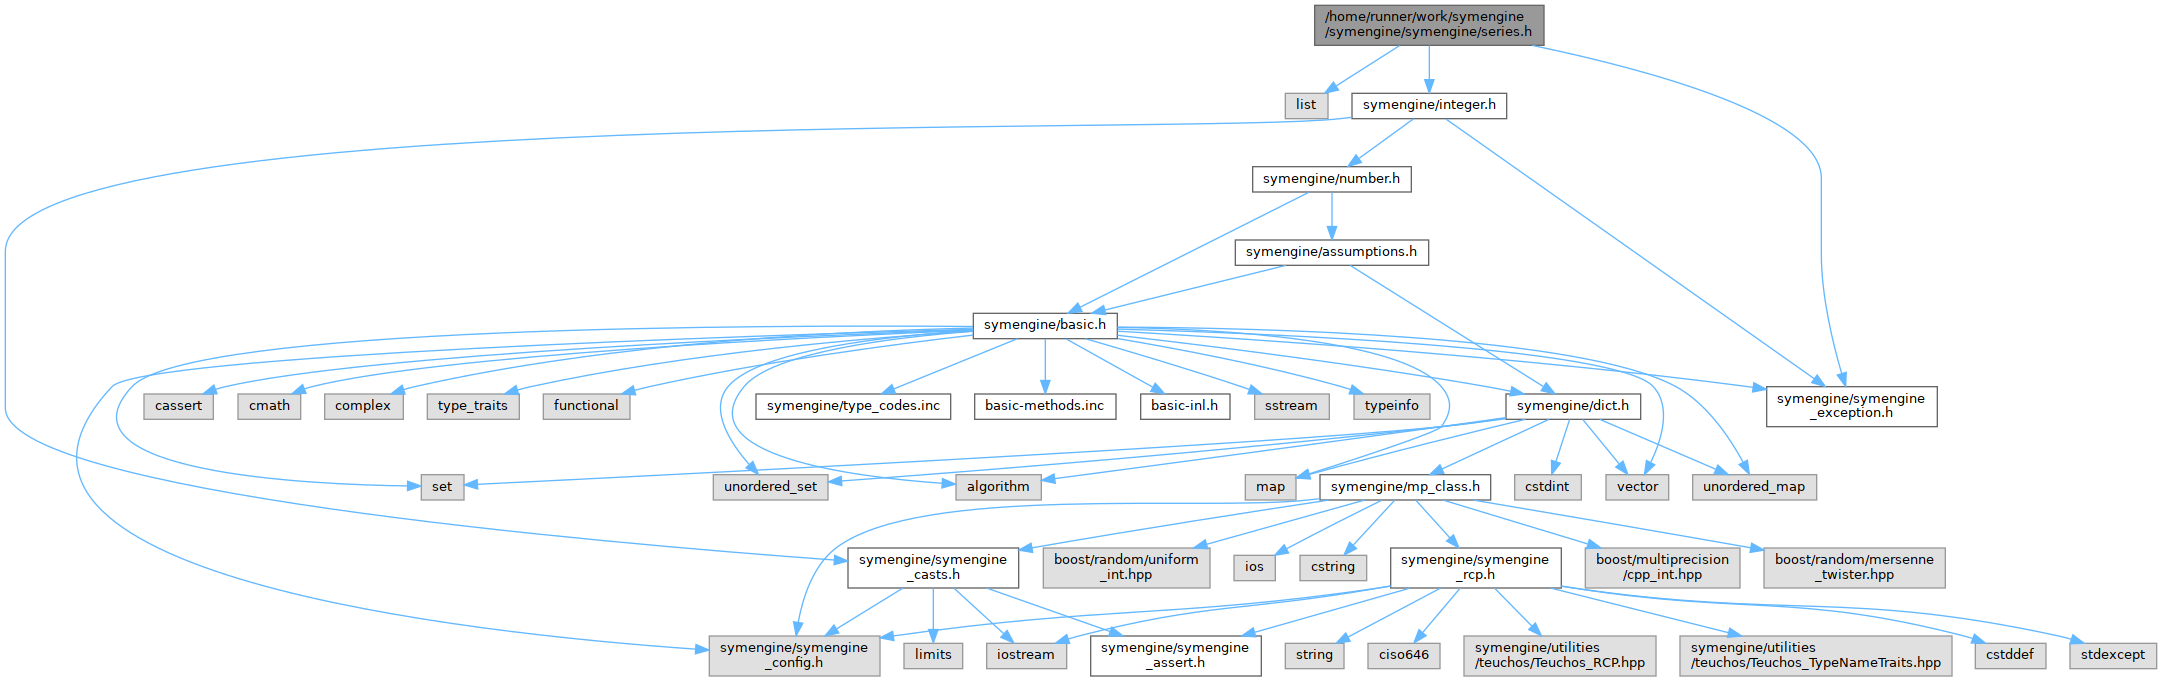 /home/runner/work/symengine
/symengine/symengine/series.h
list
symengine/integer.h
symengine/number.h
symengine/assumptions.h
symengine/basic.h
cassert
cmath
complex
type_traits
functional
symengine/type_codes.inc
basic-methods.inc
basic-inl.h
sstream
typeinfo
symengine/dict.h
symengine/symengine
_exception.h
set
unordered_set
algorithm
map
symengine/mp_class.h
cstdint
vector
unordered_map
symengine/symengine
_casts.h
boost/random/uniform
_int.hpp
ios
cstring
symengine/symengine
_rcp.h
boost/multiprecision
/cpp_int.hpp
boost/random/mersenne
_twister.hpp
symengine/symengine
_config.h
limits
iostream
symengine/symengine
_assert.h
string
ciso646
symengine/utilities
/teuchos/Teuchos_RCP.hpp
symengine/utilities
/teuchos/Teuchos_TypeNameTraits.hpp
cstddef
stdexcept